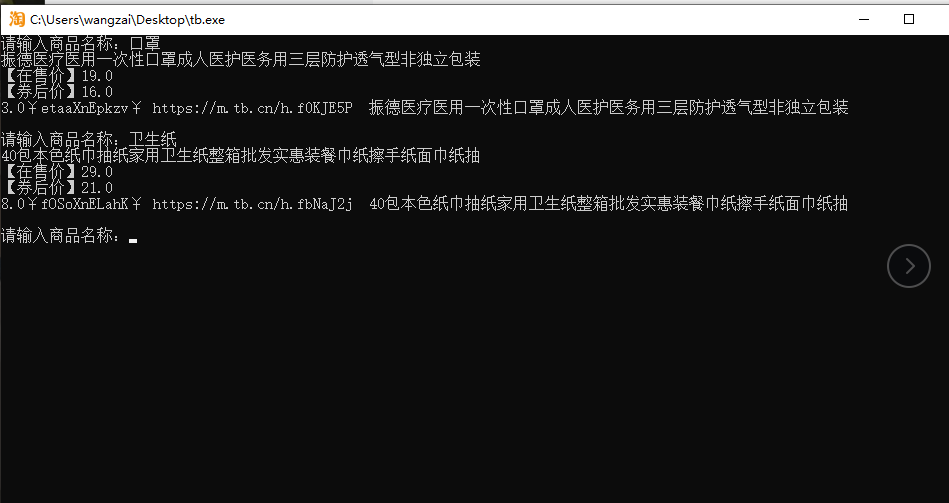 淘 C:\Users\wangzai\Desktop\tb.exe
请输入商品名称: 口罩
振德医疗医用一次性口罩成人医护医务用三层防护透气型非独立包装
【在售价】19.0
【券后价】16.0
3.0￥etaaXnEpkzv￥ https://m.tb.cn/h.f0KJE5P 振德医疗医用一次性口罩成人医护医务用三层防护透气型非独立包装
请输入商品名称: 卫生纸
40包本色纸巾抽纸家用卫生纸整箱批发实惠装餐巾纸擦手纸面巾纸抽
【在售价】29.0
【券后价】21.0
8.0￥fOSoXnELahK￥ https://m.tb.cn/h.fbNaJ2j 40包本色纸巾抽纸家用卫生纸整箱批发实惠装餐巾纸擦手纸面巾纸抽
请输入商品名称: